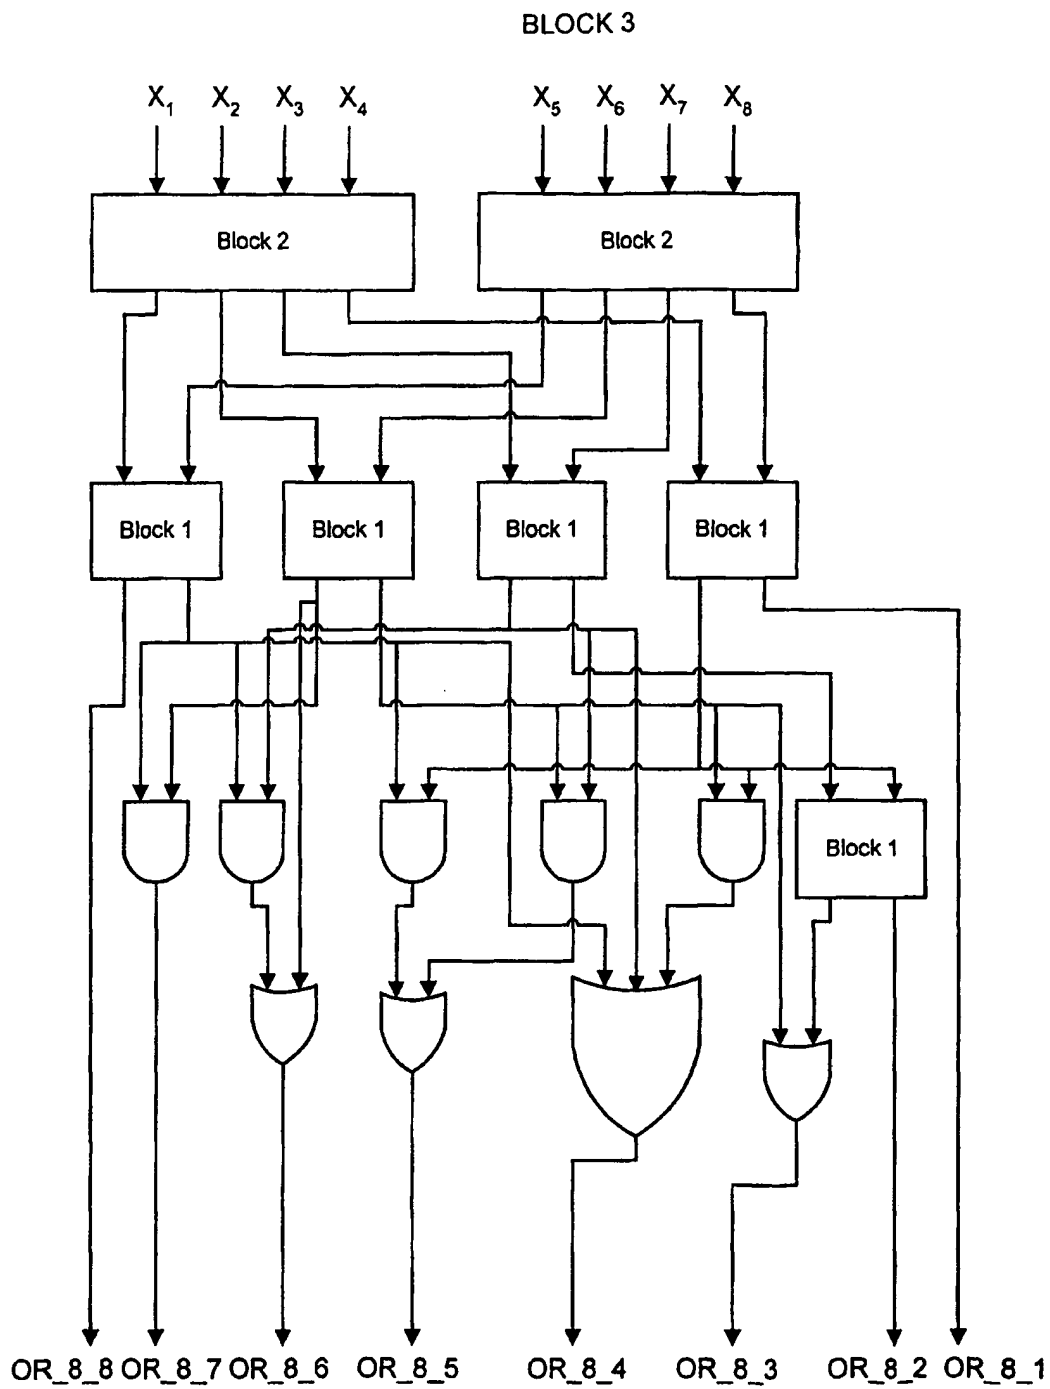 BLOCK 3
X1 X2 X3 X4 X5 X6 X7 X8
Block 2 Block 2
Block 1 Block 1 Block 1 Block 1
Block 1
OR_8_8 OR_8_7 OR_8_6 OR_8_5 OR_8_4 OR_8_3 OR_8_2 OR_8_1